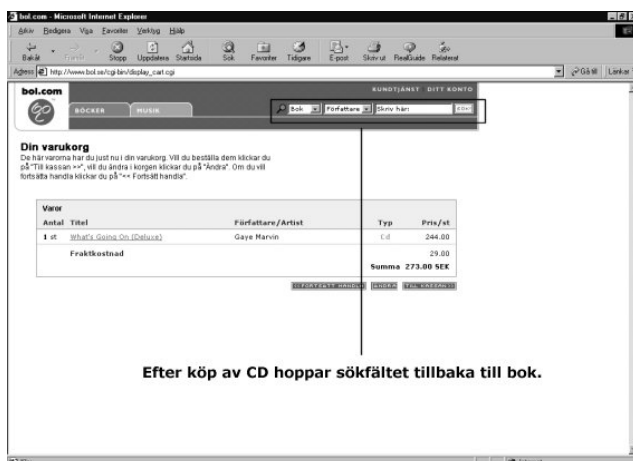 bol.com - Microsoft Internet Explorer
Arkiv Redigera Visa Favoriter Verktyg Hjälp
Bakåt Stopp Uppdatera Startsida Sök Favoriter Tidigare E-post Skriv ut RealGuide Relaterat
Adress http://www.bol.se/cgi-bin/display_cart.cgi Gå till Länkar
bol.com KUNDTJÄNST DITT KONTO
BÖCKER MUSIK Bok Författare Skriv här:
Din varukorg
De här varorna har du just nu i din varukorg. Vill du beställa dem klickar du
på "Till kassan >>", vill du ändra i korgen klickar du på "Ändra". Om du vill
fortsätta handla klickar du på "<< Fortsätt handla".
Varor
Antal Titel Författare/Artist Typ Pris/st
1 st What's Going On (Deluxe) Gaye Marvin Cd 244.00
Fraktkostnad 29.00
Summa 273.00 SEK
<< FORTSÄTT HANDLA ÄNDRA TILL KASSAN >>
Efter köp av CD hoppar sökfältet tillbaka till bok.